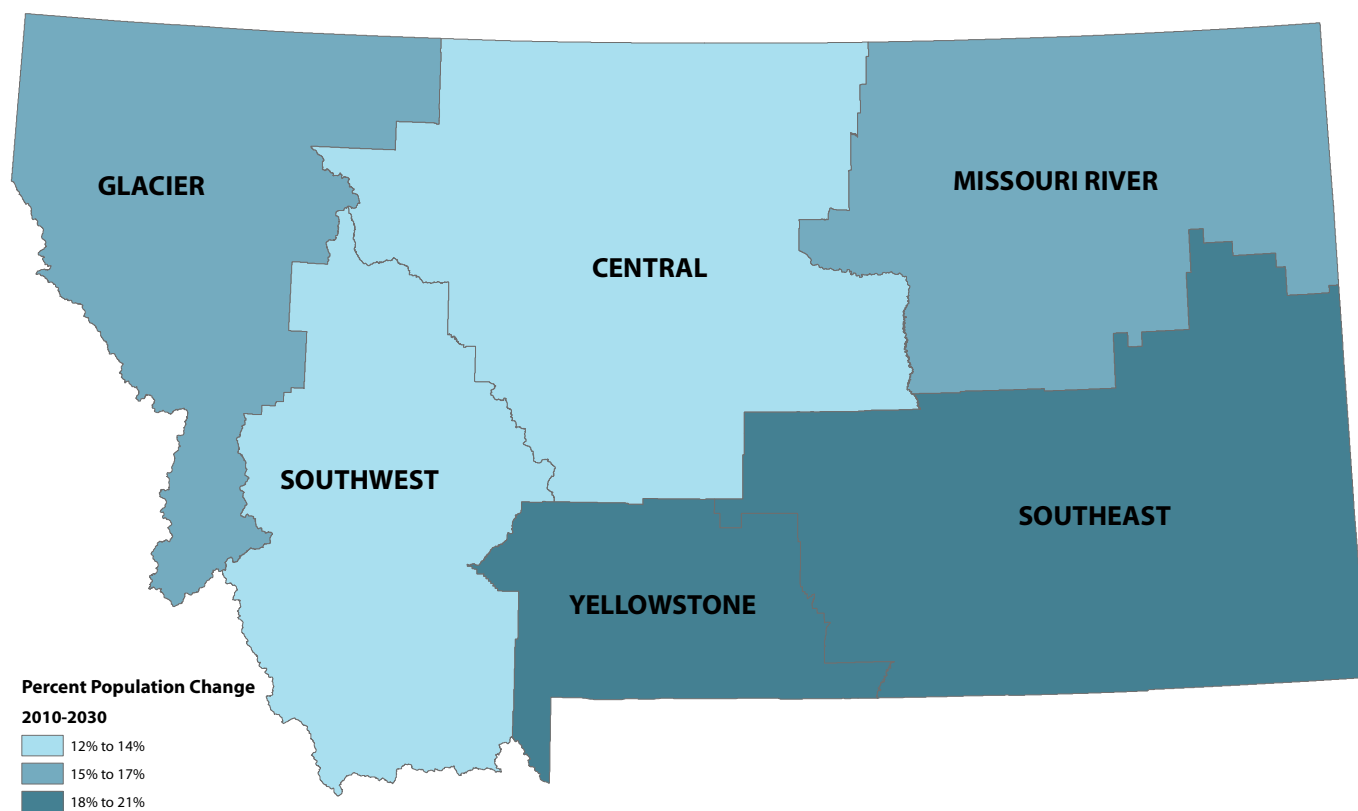 GLACIER
MISSOURI RIVER
CENTRAL
SOUTHWEST
SOUTHEAST
YELLOWSTONE
Percent Population Change
2010-2030
12% to 14%
15% to 17%
18% to 21%